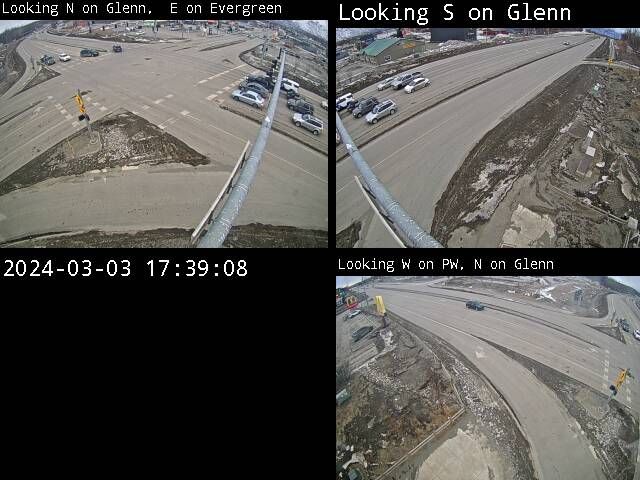 Looking N on Glenn,  E on Evergreen
Looking S on Glenn
2024-03-03 17:39:08
Looking W on PW, N on Glenn